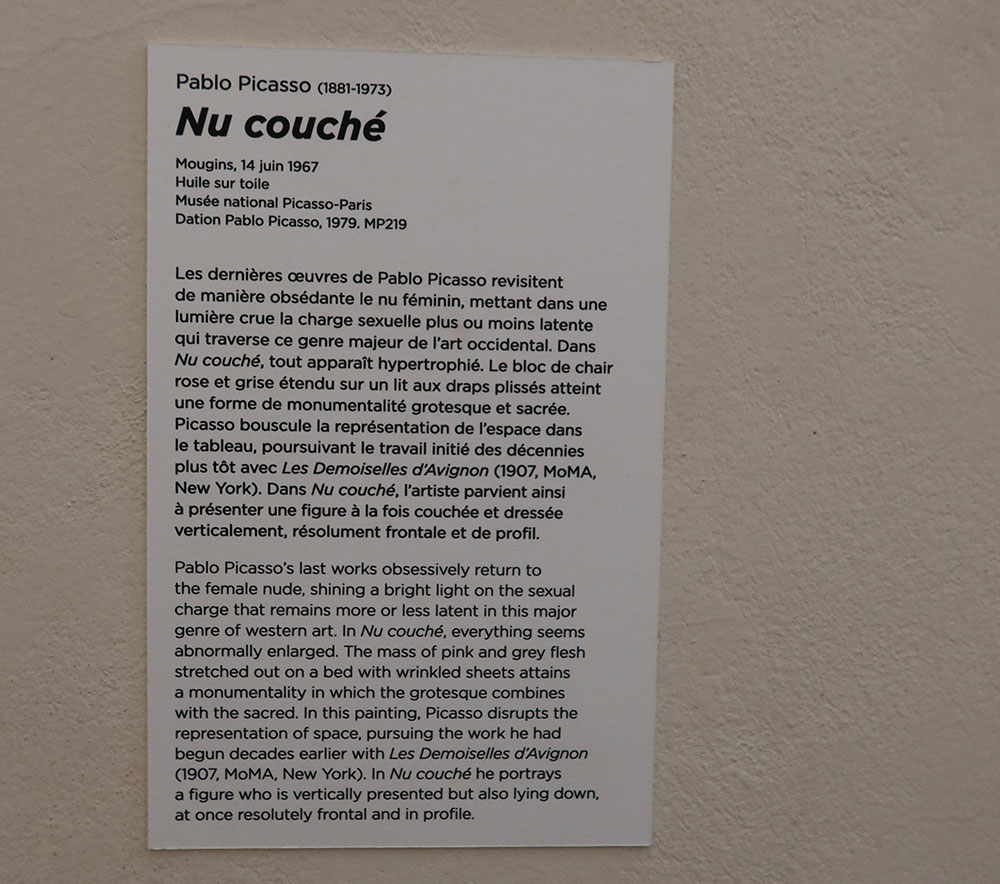 Pablo Picasso (1881-1973)
Nu couché
Mougins, 14 juin 1967
Huile sur toile
Musée national Picasso-Paris
Dation Pablo Picasso, 1979. MP219
Les dernières œuvres de Pablo Picasso revisitent
de manière obsédante le nu féminin, mettant dans une
lumière crue la charge sexuelle plus ou moins latente
qui traverse ce genre majeur de l'art occidental. Dans
Nu couché, tout apparaît hypertrophié. Le bloc de chair
rose et grise étendu sur un lit aux draps plissés atteint
une forme de monumentalité grotesque et sacrée.
Picasso bouscule la représentation de l'espace dans
le tableau, poursuivant le travail initié des décennies
plus tôt avec Les Demoiselles d'Avignon (1907, MoMA,
New York). Dans Nu couché, l'artiste parvient ainsi
à présenter une figure à la fois couchée et dressée
verticalement, résolument frontale et de profil.
Pablo Picasso's last works obsessively return to
the female nude, shining a bright light on the sexual
charge that remains more or less latent in this major
genre of western art. In Nu couché, everything seems
abnormally enlarged. The mass of pink and grey flesh
stretched out on a bed with wrinkled sheets attains
a monumentality in which the grotesque combines
with the sacred. In this painting, Picasso disrupts the
representation of space, pursuing the work he had
begun decades earlier with Les Demoiselles d'Avignon
(1907, MoMA, New York). In Nu couché he portrays
a figure who is vertically presented but also lying down,
at once resolutely frontal and in profile.